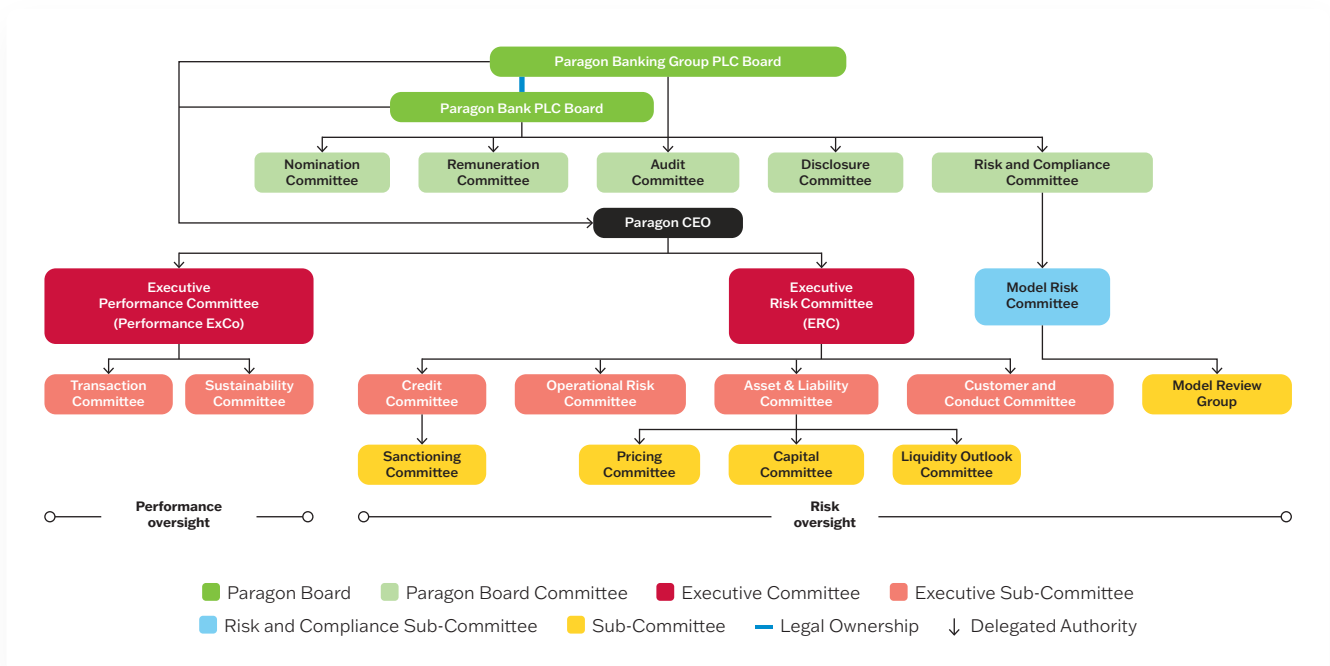 Paragon Banking Group PLC Board
Paragon Bank PLC Board
Nomination
Committee
Remuneration
Committee
Audit
Committee
Disclosure
Committee
Risk and Compliance
Committee
Paragon CEO
Executive
Performance Committee
(Performance ExCo)
Executive
Risk Committee
(ERC)
Model Risk
Committee
Transaction
Committee
Sustainability
Committee
Credit
Committee
Operational Risk
Committee
Asset & Liability
Committee
Customer and
Conduct Committee
Model Review
Group
Sanctioning
Committee
Pricing
Committee
Capital
Committee
Liquidity Outlook
Committee
Performance
oversight
Risk
oversight
Paragon Board
Paragon Board Committee
Executive Committee
Executive Sub-Committee
Risk and Compliance Sub-Committee
Sub-Committee
Legal Ownership
Delegated Authority